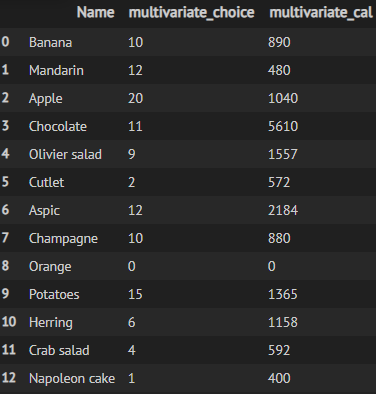 Name multivariate_choice multivariate_cal
0 Banana 10 890
1 Mandarin 12 480
2 Apple 20 1040
3 Chocolate 11 5610
4 Olivier salad 9 1557
5 Cutlet 2 572
6 Aspic 12 2184
7 Champagne 10 880
8 Orange 0 0
9 Potatoes 15 1365
10 Herring 6 1158
11 Crab salad 4 592
12 Napoleon cake 1 400